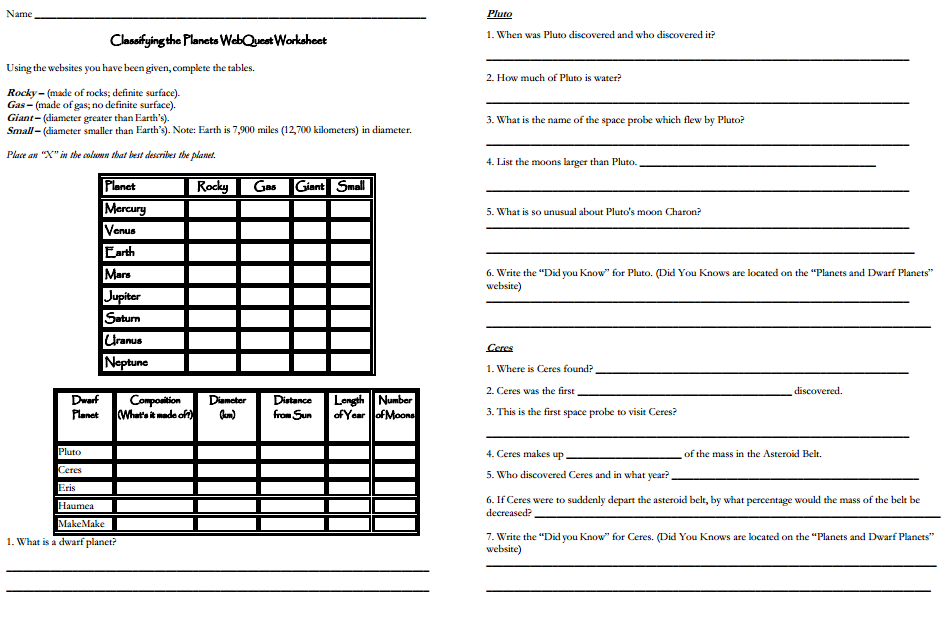 Name
Classifying the Planets WebQuest Worksheet
Using the websites you have been given, complete the tables.
Rocky – (made of rocks; definite surface).
Gas – (made of gas; no definite surface).
Giant – (diameter greater than Earth's).
Small – (diameter smaller than Earth's). Note: Earth is 7,900 miles (12,700 kilometers) in diameter.
Place an "X" in the column that best describes the planet.
Planet Rocky Gas Giant Small
Mercury
Venus
Earth
Mars
Jupiter
Saturn
Uranus
Neptune
Dwarf Composition Diameter Distance Length Number
Planet (What's it made of?) (km) from Sun of Year of Moons
Pluto
Ceres
Eris
Haumea
MakeMake
1. What is a dwarf planet?
Pluto
1. When was Pluto discovered and who discovered it?
2. How much of Pluto is water?
3. What is the name of the space probe which flew by Pluto?
4. List the moons larger than Pluto.
5. What is so unusual about Pluto's moon Charon?
6. Write the "Did you Know" for Pluto. (Did You Knows are located on the "Planets and Dwarf Planets"
website)
Ceres
1. Where is Ceres found?
2. Ceres was the first discovered.
3. This is the first space probe to visit Ceres?
4. Ceres makes up of the mass in the Asteroid Belt.
5. Who discovered Ceres and in what year?
6. If Ceres were to suddenly depart the asteroid belt, by what percentage would the mass of the belt be
decreased?
7. Write the "Did you Know" for Ceres. (Did You Knows are located on the "Planets and Dwarf Planets"
website)